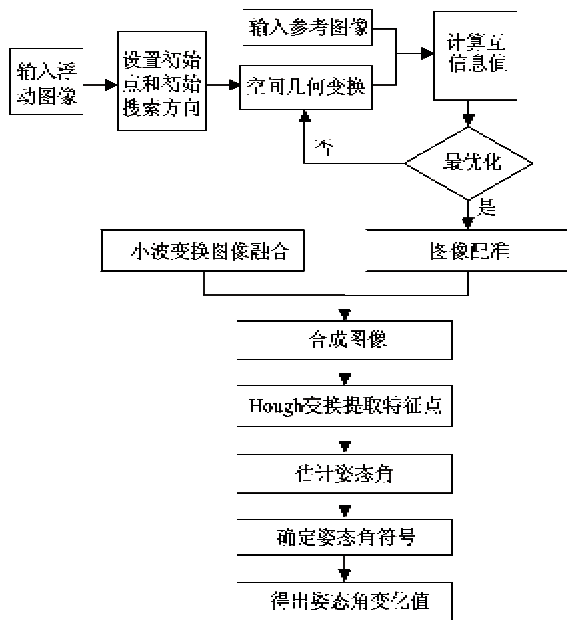 输入浮
动图像
设置初始
点和初始
搜索方向
输入参考图像
空间几何变换
计算互
信息值
否
最优化
是
小波变换图像融合
图像配准
合成图像
Hough变换提取特征点
估计姿态角
确定姿态角符号
得出姿态角变化值